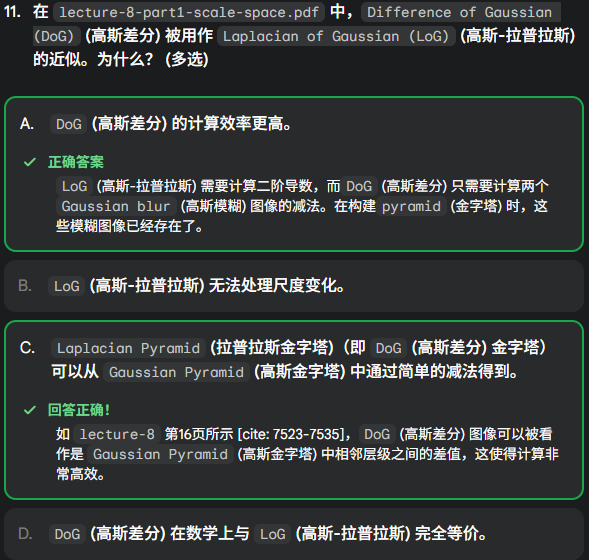 11. 在 lecture-8-part1-scale-space.pdf 中，Difference of Gaussian
(DoG) (高斯差分) 被用作 Laplacian of Gaussian (LoG) (高斯-拉普拉斯)
的近似。为什么？ (多选)
A. DoG (高斯差分) 的计算效率更高。
正确答案
LoG (高斯-拉普拉斯) 需要计算二阶导数，而 DoG (高斯差分) 只需要计算两个
Gaussian blur (高斯模糊) 图像的减法。在构建 pyramid (金字塔) 时，这
些模糊图像已经存在了。
B. LoG (高斯-拉普拉斯) 无法处理尺度变化。
C. Laplacian Pyramid (拉普拉斯金字塔)（即 DoG (高斯差分) 金字塔）
可以从 Gaussian Pyramid (高斯金字塔) 中通过简单的减法得到。
回答正确！
如 lecture-8 第16页所示 [cite: 7523-7535]，DoG (高斯差分) 图像可以被看
作是 Gaussian Pyramid (高斯金字塔) 中相邻层级之间的差值，这使得计算非
常高效。
D. DoG (高斯差分) 在数学上与 LoG (高斯-拉普拉斯) 完全等价。